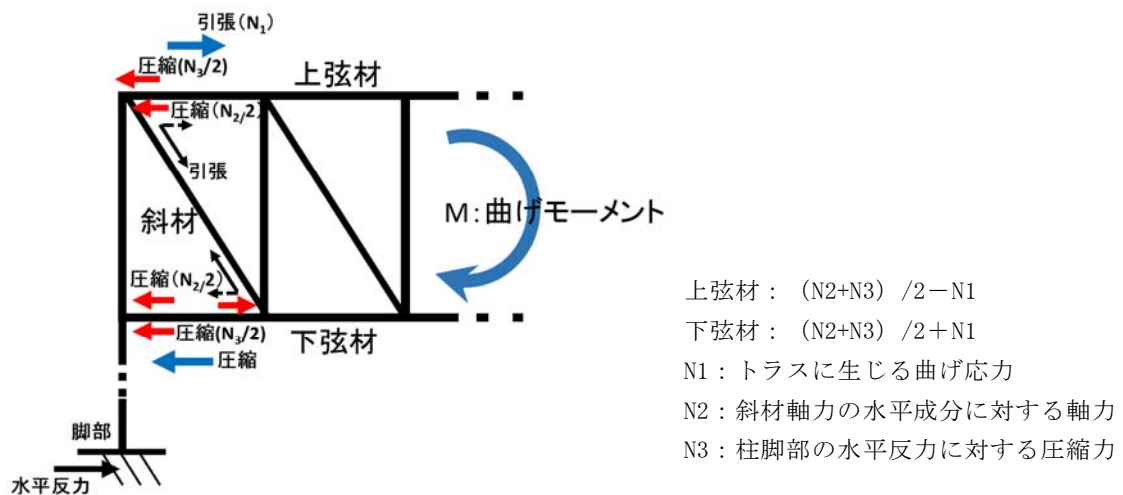 引張(N₁)
圧縮(N₃/2)
上弦材
圧縮(N₂/2)
引張
M:曲げモーメント
斜材
圧縮(N₂/2)
圧縮(N₃/2)
下弦材
圧縮
脚部
水平反力
上弦材： (N2+N3) /2－N1
下弦材： (N2+N3) /2＋N1
N1：トラスに生じる曲げ応力
N2：斜材軸力の水平成分に対する軸力
N3：柱脚部の水平反力に対する圧縮力